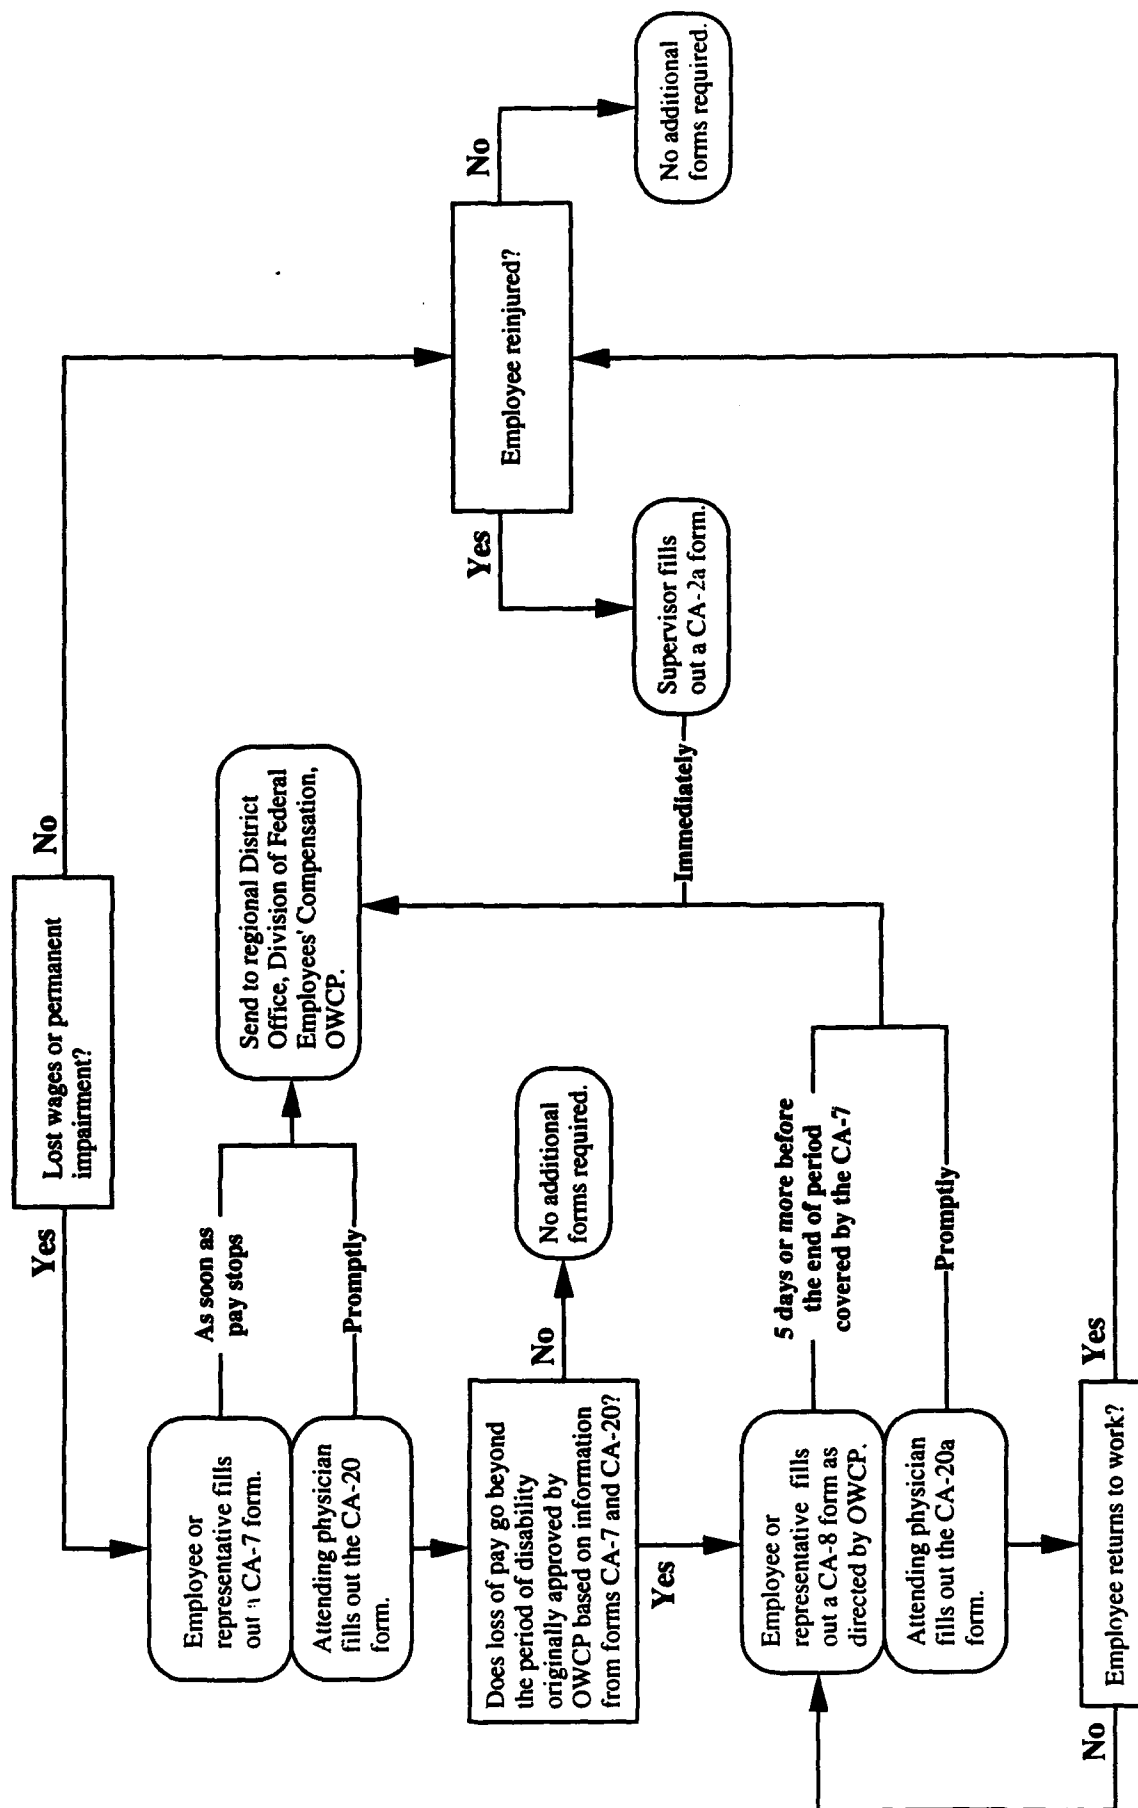 Lost wages or permanent
impairment?
Yes
No
Employee or
representative fills
out a CA-7 form.
As soon as
pay stops
Attending physician
fills out the CA-20
form.
Promptly
Send to regional District
Office, Division of Federal
Employees' Compensation,
OWCP.
Does loss of pay go beyond
the period of disability
originally approved by
OWCP based on information
from forms CA-7 and CA-20?
No
No additional
forms required.
Yes
Employee reinjured?
Yes
No
Supervisor fills
out a CA-2a form.
Immediately
No additional
forms required.
Employee or
representative fills
out a CA-8 form as
directed by OWCP.
5 days or more before
the end of period
covered by the CA-7
Attending physician
fills out the CA-20a
form.
Promptly
Employee returns to work?
No
Yes